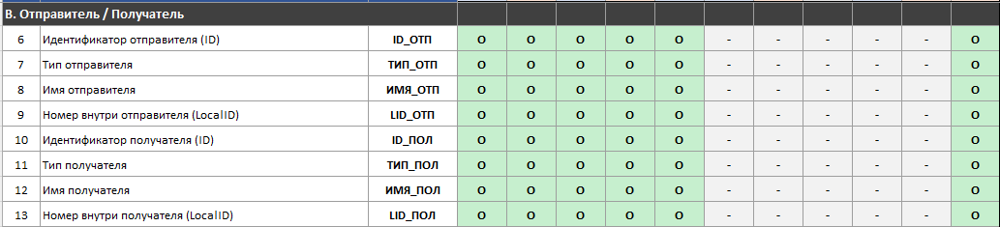 В. Отправитель / Получатель
6 Идентификатор отправителя (ID) ID_ОТП О О О О О - - - - - О
7 Тип отправителя ТИП_ОТП О О О О О - - - - - О
8 Имя отправителя ИМЯ_ОТП О О О О О - - - - - О
9 Номер внутри отправителя (LocalID) LID_ОТП О О О О О - - - - - О
10 Идентификатор получателя (ID) ID_ПОЛ О О О О О - - - - - О
11 Тип получателя ТИП_ПОЛ О О О О О - - - - - О
12 Имя получателя ИМЯ_ПОЛ О О О О О - - - - - О
13 Номер внутри получателя (LocalID) LID_ПОЛ О О О О О - - - - - О